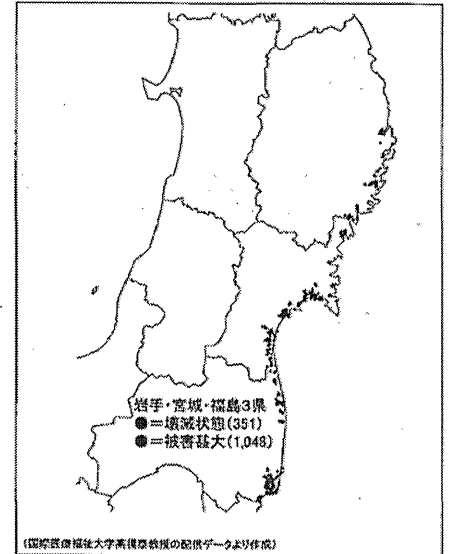 岩手・宮城・福島3県
●＝壊滅状態(351)
●＝被害甚大(1,048)
(国際医療福祉大学高橋泰教授の配信データより作成)